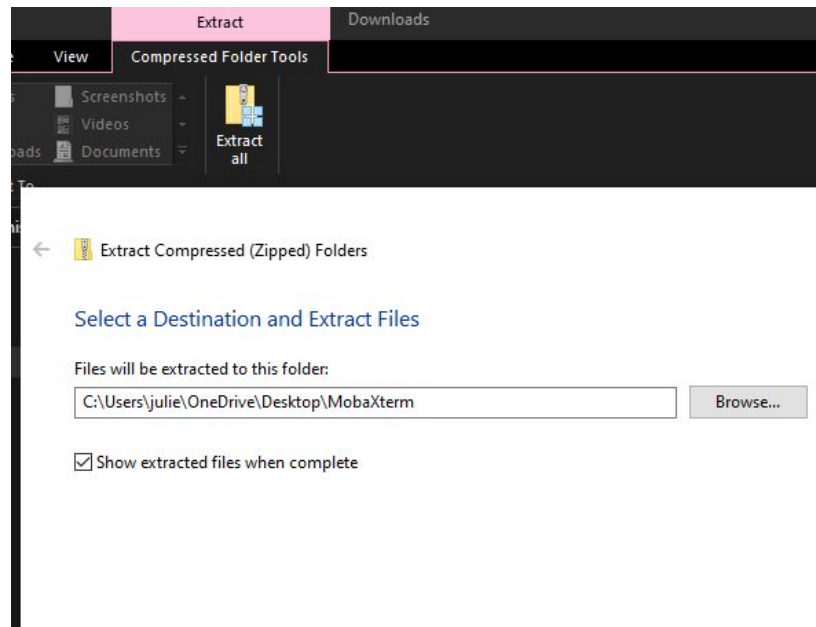 Extract
Downloads
View
Compressed Folder Tools
Screenshots
Videos
Documents
Extract
all
Extract Compressed (Zipped) Folders
Select a Destination and Extract Files
Files will be extracted to this folder:
C:\Users\julie\OneDrive\Desktop\MobaXterm
Browse...
Show extracted files when complete